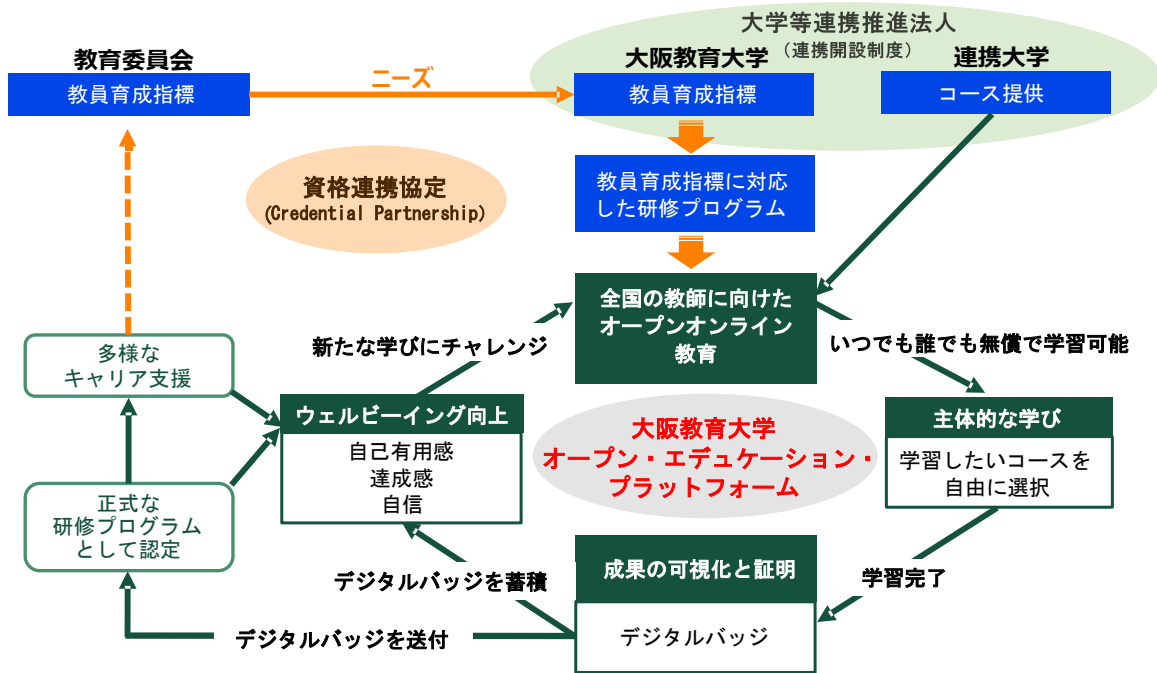 大学等連携推進法人
（連携開設制度）
教育委員会
教員育成指標
ニーズ
大阪教育大学
教員育成指標
連携大学
コース提供
資格連携協定
(Credential Partnership)
教員育成指標に対応
した研修プログラム
全国の教師に向けた
オープンオンライン
教育
新たな学びにチャレンジ
いつでも誰でも無償で学習可能
多様な
キャリア支援
ウェルビーイング向上
自己有用感
達成感
自信
大阪教育大学
オープン・エデュケーション・
プラットフォーム
主体的な学び
学習したいコースを
自由に選択
正式な
研修プログラム
として認定
成果の可視化と証明
デジタルバッジ
学習完了
デジタルバッジを蓄積
デジタルバッジを送付